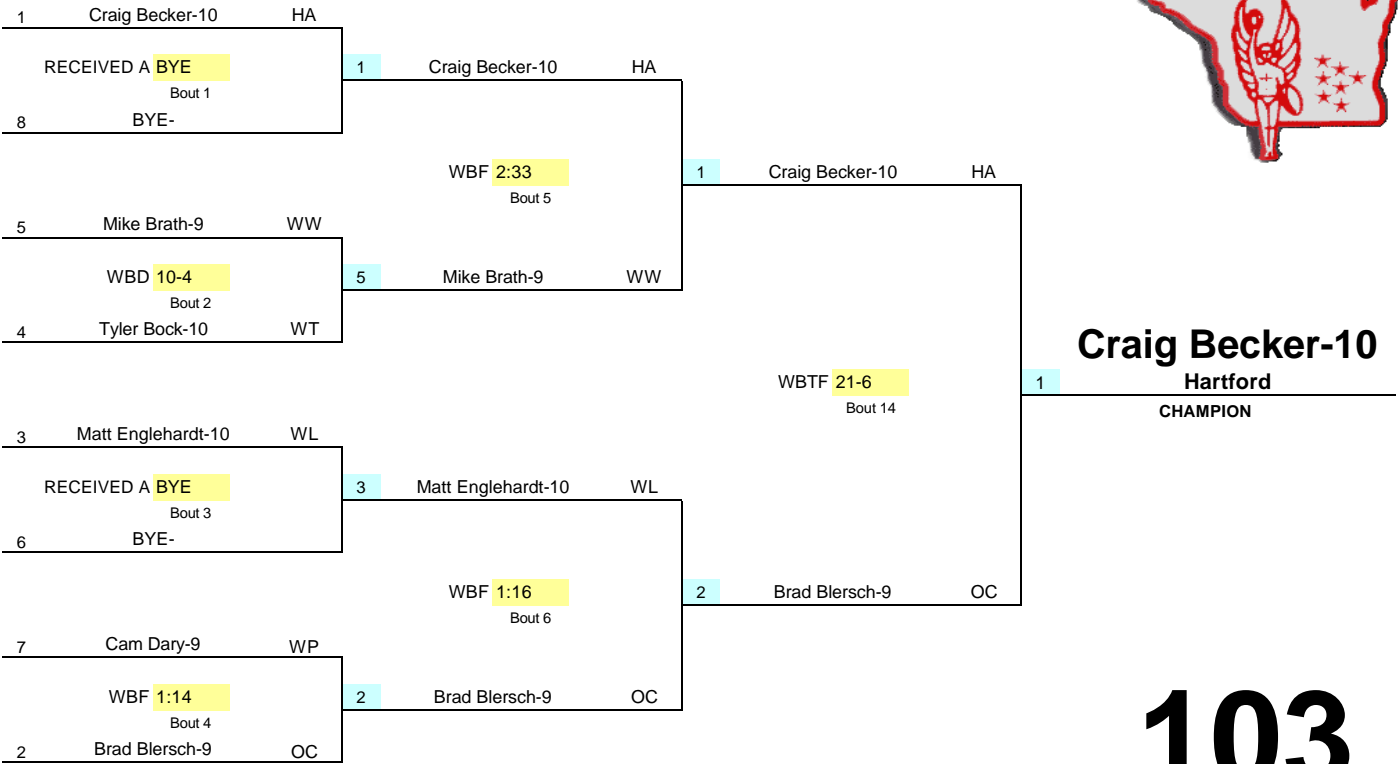 1 Craig Becker-10 HA
RECEIVED A BYE
Bout 1
8 BYE-
1 Craig Becker-10 HA
5 Mike Brath-9 WW
WBD 10-4
Bout 2
4 Tyler Bock-10 WT
5 Mike Brath-9 WW
WBF 2:33
Bout 5
1 Craig Becker-10 HA
3 Matt Englehardt-10 WL
RECEIVED A BYE
Bout 3
6 BYE-
3 Matt Englehardt-10 WL
7 Cam Dary-9 WP
WBF 1:14
Bout 4
2 Brad Blersch-9 OC
2 Brad Blersch-9 OC
WBF 1:16
Bout 6
2 Brad Blersch-9 OC
WBTF 21-6
Bout 14
Craig Becker-10
1 Hartford
CHAMPION
103